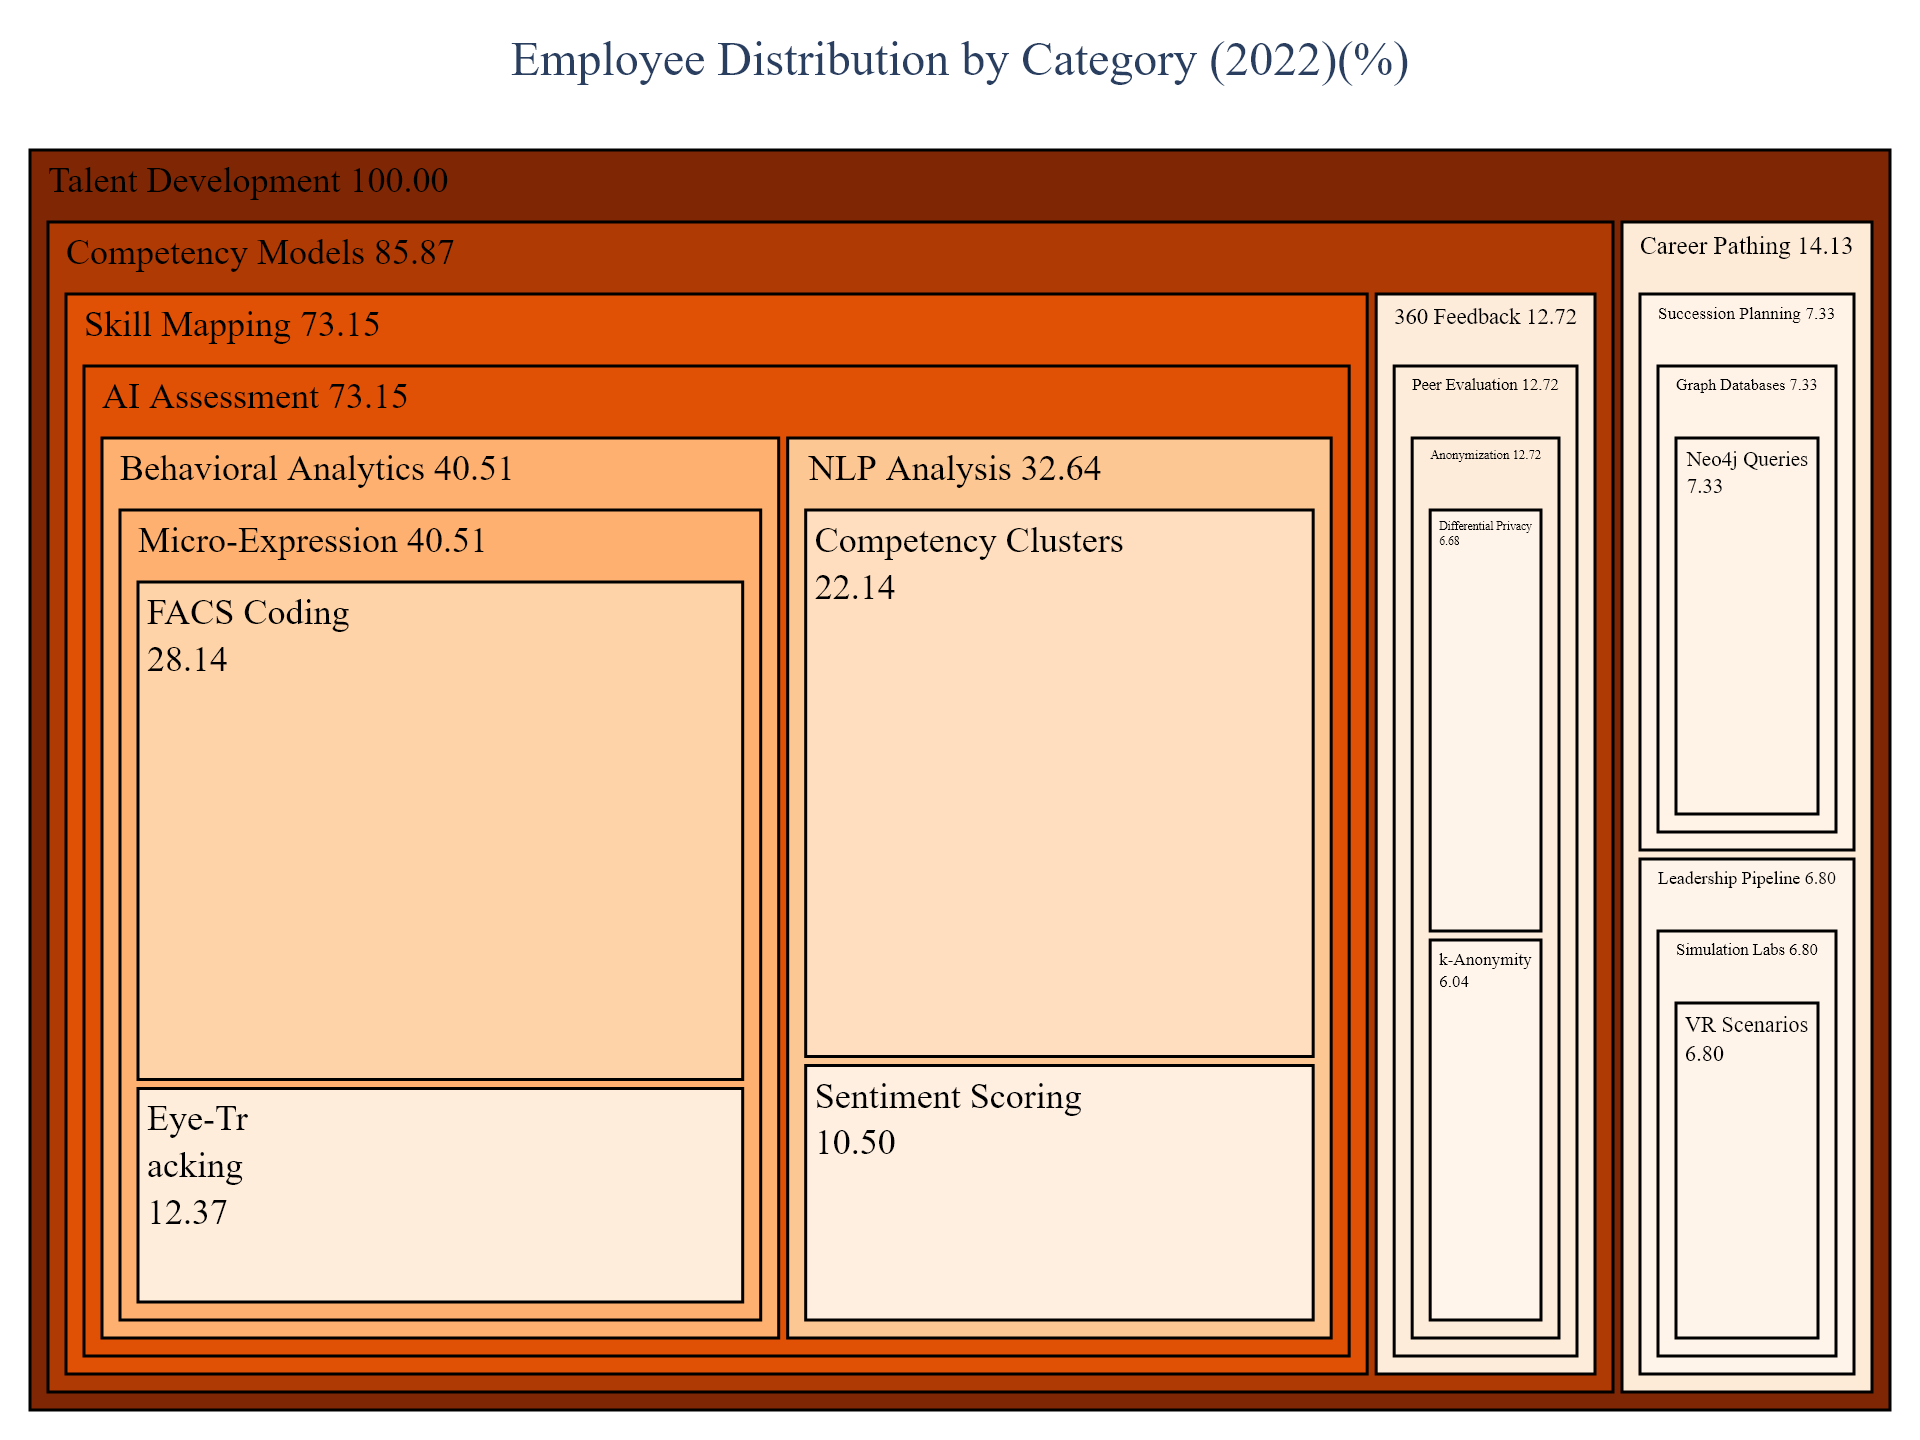 Employee Distribution by Category (2022)(%)
Talent Development 100.00
Competency Models 85.87
Skill Mapping 73.15
AI Assessment 73.15
Behavioral Analytics 40.51
Micro-Expression 40.51
FACS Coding
28.14
Eye-Tr
acking
12.37
NLP Analysis 32.64
Competency Clusters
22.14
Sentiment Scoring
10.50
360 Feedback 12.72
Peer Evaluation 12.72
Anonymization 12.72
Differential Privacy
6.68
k-Anonymity
6.04
Career Pathing 14.13
Succession Planning 7.33
Graph Databases 7.33
Neo4j Queries
7.33
Leadership Pipeline 6.80
Simulation Labs 6.80
VR Scenarios
6.80